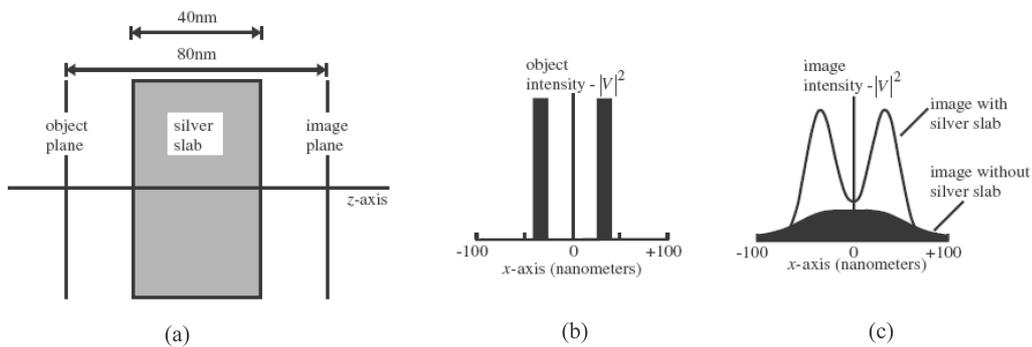 40nm
80nm
object
plane
silver
slab
image
plane
z-axis
(a)
object
intensity - |V|²
-100
0
+100
x-axis (nanometers)
(b)
image
intensity - |V|²
image with
silver slab
image without
silver slab
-100
0
+100
x-axis (nanometers)
(c)